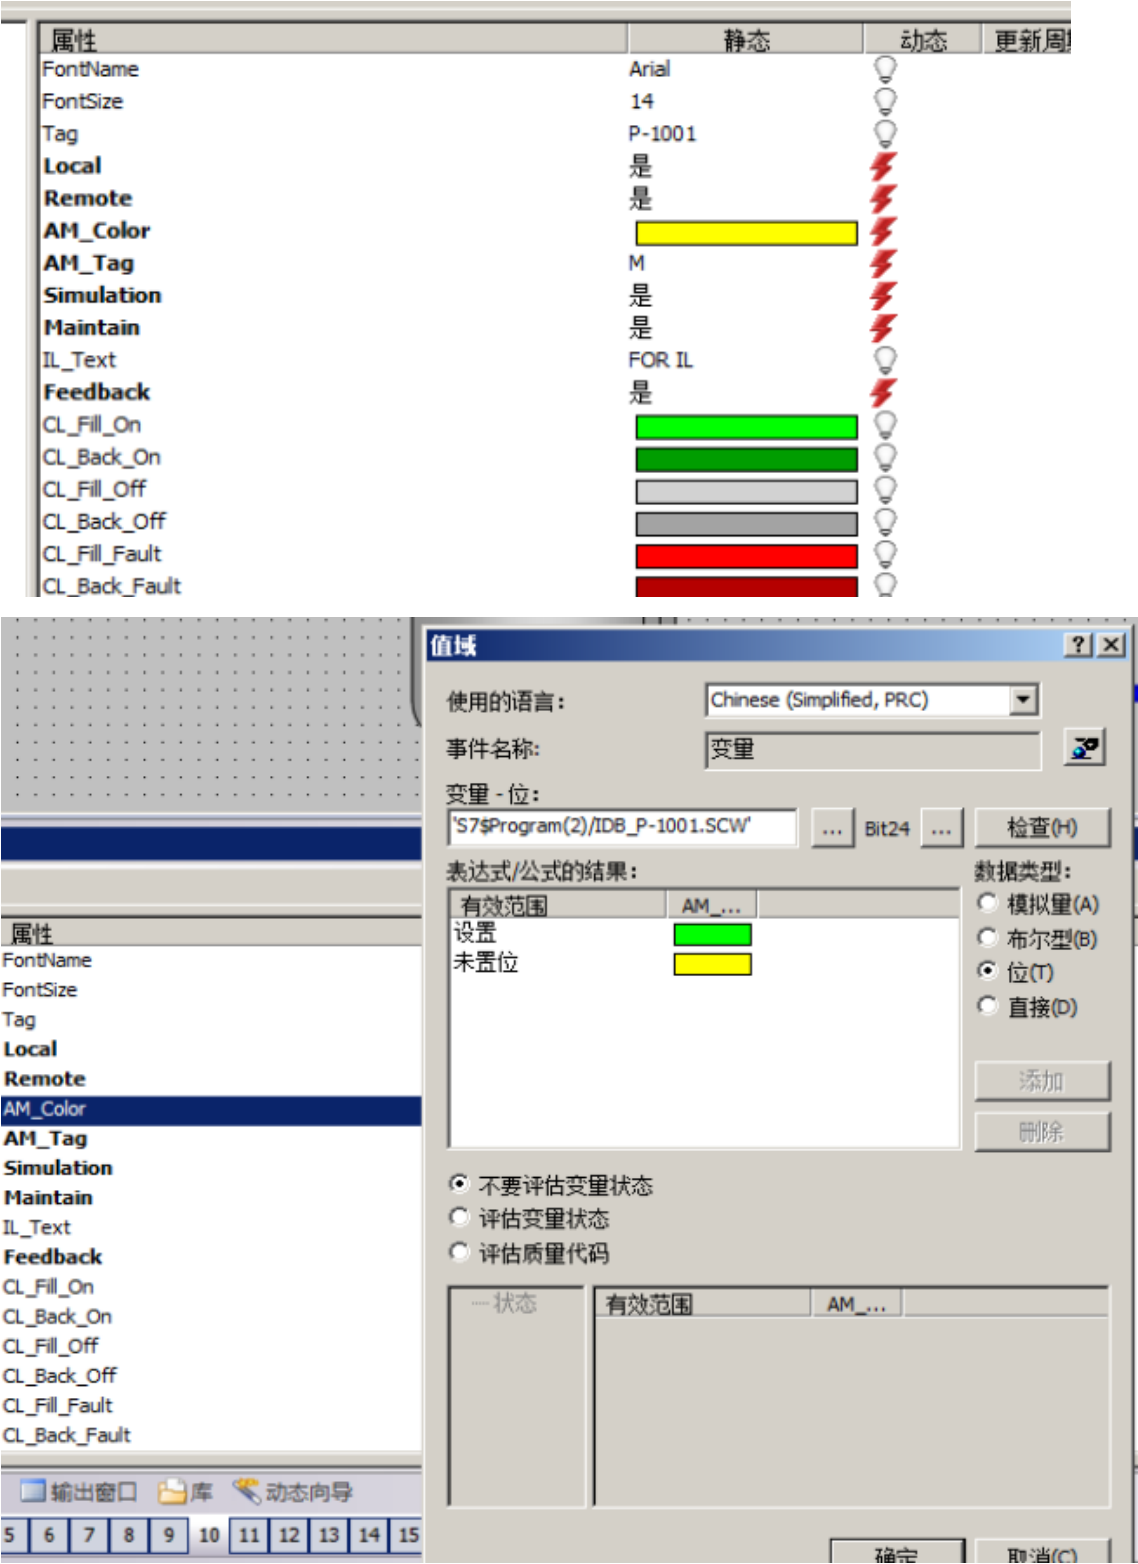 属性 静态 动态 更新周
FontName Arial
FontSize 14
Tag P-1001
Local 是
Remote 是
AM_Color
AM_Tag M
Simulation 是
Maintain 是
IL_Text FOR IL
Feedback 是
CL_Fill_On
CL_Back_On
CL_Fill_Off
CL_Back_Off
CL_Fill_Fault
CL_Back_Fault
值域
使用的语言: Chinese (Simplified, PRC)
事件名称: 变量
变量 - 位:
'S7$Program(2)/IDB_P-1001.SCW' ... Bit24 ... 检查(H)
表达式/公式的结果: 数据类型:
有效范围 AM_... 模拟量(A)
设置 布尔型(B)
未置位 位(T)
直接(D)
添加
删除
不要评估变量状态
评估变量状态
评估质量代码
状态 有效范围 AM_...
确定 取消(C)
属性
FontName
FontSize
Tag
Local
Remote
AM_Color
AM_Tag
Simulation
Maintain
IL_Text
Feedback
CL_Fill_On
CL_Back_On
CL_Fill_Off
CL_Back_Off
CL_Fill_Fault
CL_Back_Fault
输出窗口 库 动态向导
5 6 7 8 9 10 11 12 13 14 15